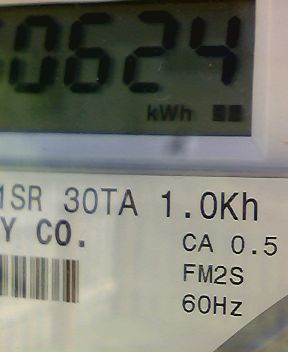 0624
kWh
1SR 30TA 1.0Kh
Y CO.
CA 0.5
FM2S
60Hz